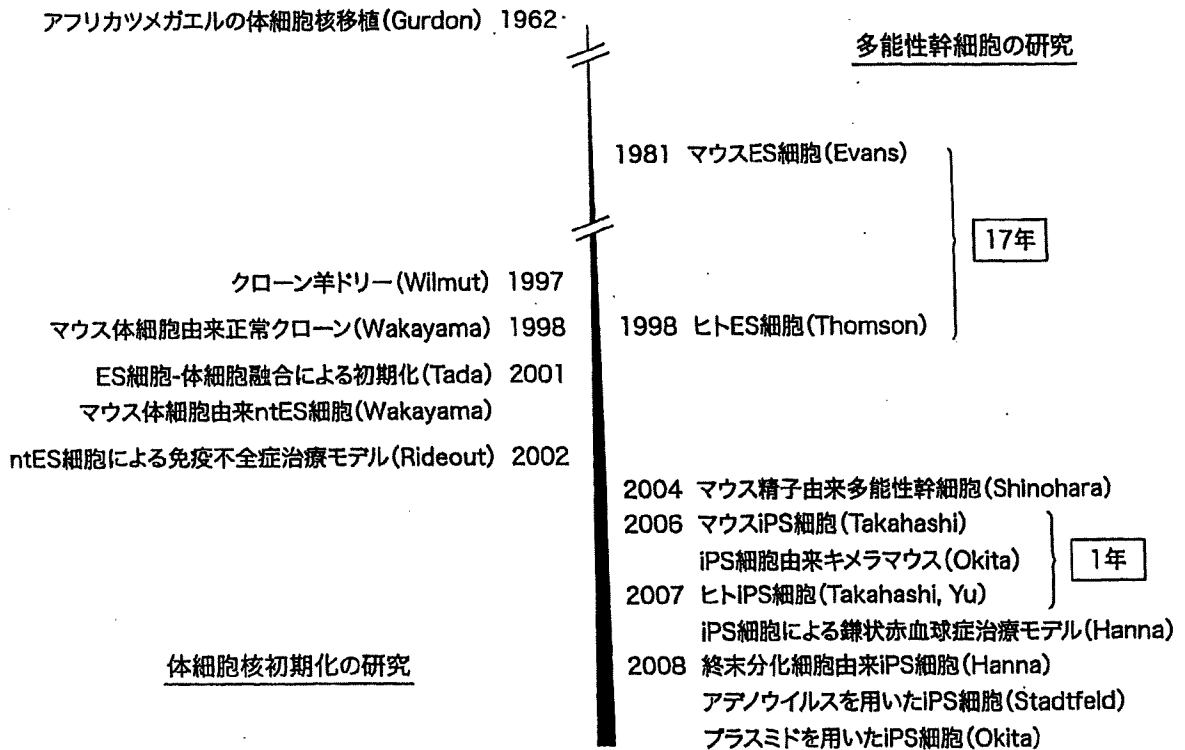 アフリカツメガエルの体細胞核移植(Gurdon) 1962
多能性幹細胞の研究
1981 マウスES細胞(Evans)
17年
クローン羊ドリー(Wilmut) 1997
マウス体細胞由来正常クローン(Wakayama) 1998
1998 ヒトES細胞(Thomson)
ES細胞-体細胞融合による初期化(Tada) 2001
マウス体細胞由来ntES細胞(Wakayama)
ntES細胞による免疫不全症治療モデル(Rideout) 2002
2004 マウス精子由来多能性幹細胞(Shinohara)
2006 マウスiPS細胞(Takahashi)
iPS細胞由来キメラマウス(Okita)
1年
2007 ヒトiPS細胞(Takahashi, Yu)
iPS細胞による鎌状赤血球症治療モデル(Hanna)
体細胞核初期化の研究
2008 終末分化細胞由来iPS細胞(Hanna)
アデノウイルスを用いたiPS細胞(Stadtfeld)
プラスミドを用いたiPS細胞(Okita)